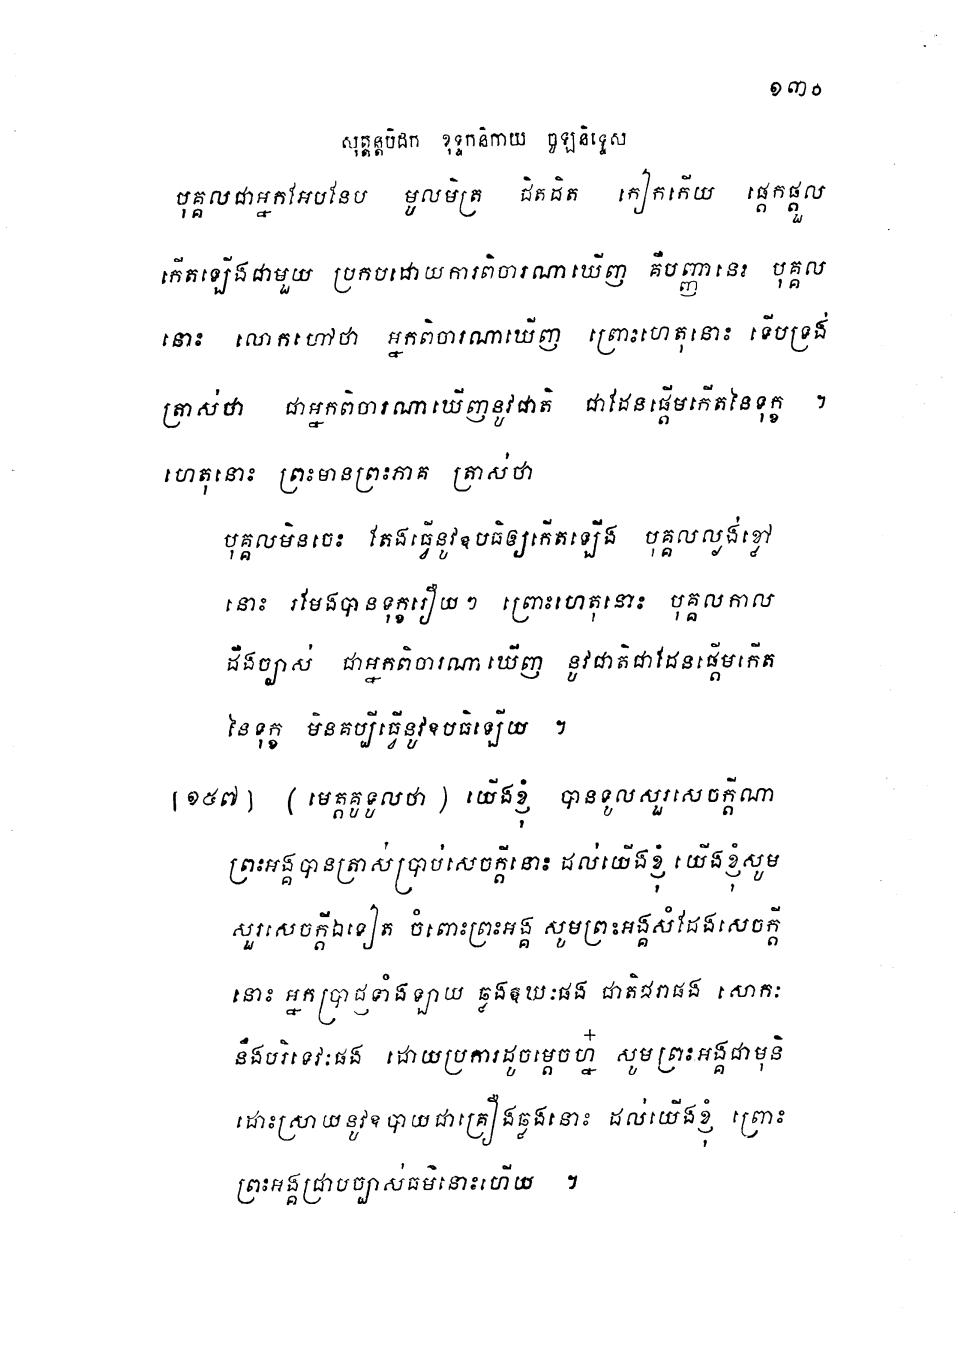 ១៣០
សុត្តន្តបិដក ខុទ្ទកនិកាយ ចូឡនិទ្ទេស
បុគ្គលជាអ្នកអែបនែប មូលមិត្រ ជិតដិត កៀកកើយ ផ្តេកផ្តួល
កើតឡើងជាមួយ ប្រកបដោយការពិចារណាឃើញ គឺបញ្ញានេះ បុគ្គល
នោះ លោកហៅថា អ្នកពិចារណាឃើញ ព្រោះហេតុនោះ ទើបទ្រង់
ត្រាស់ថា ជាអ្នកពិចារណាឃើញនូវជាតិ ជាដែនផ្តើមកើតនៃទុក្ខ ។
ហេតុនោះ ព្រះមានព្រះភាគ ត្រាស់ថា
បុគ្គលមិនចេះ តែងធ្វើនូវឧបធិឲ្យកើតឡើង បុគ្គលល្ងង់ខ្លៅ
នោះ រមែងបានទុក្ខរឿយៗ ព្រោះហេតុនោះ បុគ្គលកាល
ដឹងច្បាស់ ជាអ្នកពិចារណាឃើញ នូវជាតិជាដែនផ្តើមកើត
នៃទុក្ខ មិនគប្បីធ្វើនូវឧបធិឡើយ ។
[១៥៧] ( មេត្តគូទូលថា ) យើងខ្ញុំ បានទូលសួរសេចក្តីណា
ព្រះអង្គបានត្រាស់ប្រាប់សេចក្តីនោះ ដល់យើងខ្ញុំ យើងខ្ញុំសូម
សួរសេចក្តីឯទៀត ចំពោះព្រះអង្គ សូមព្រះអង្គសំដែងសេចក្តី
នោះ អ្នកប្រាជ្ញទាំងឡាយ ឆ្លងឱឃៈផង ជាតិជរាផង សោកៈ
និងបរិទេវៈផង ដោយប្រការដូចម្តេចហ្ន៎ សូមព្រះអង្គជាមុនិ
ដោះស្រាយនូវឧបាយជាគ្រឿងឆ្លងនោះ ដល់យើងខ្ញុំ ព្រោះ
ព្រះអង្គជ្រាបច្បាស់ធម៌នោះហើយ ។